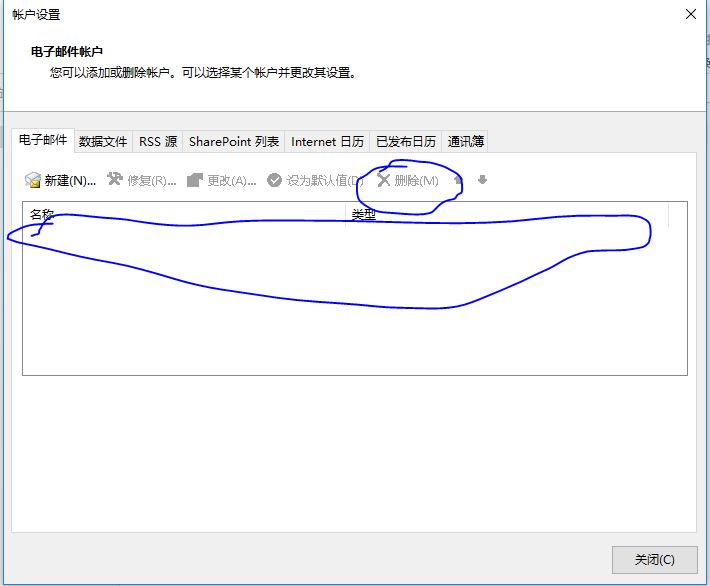 帐户设置
电子邮件帐户
您可以添加或删除帐户。可以选择某个帐户并更改其设置。
电子邮件 数据文件 RSS 源 SharePoint 列表 Internet 日历 已发布日历 通讯簿
新建(N)... 修复(R)... 更改(A)... 设为默认值(D) 删除(M)
名称 类型
关闭(C)